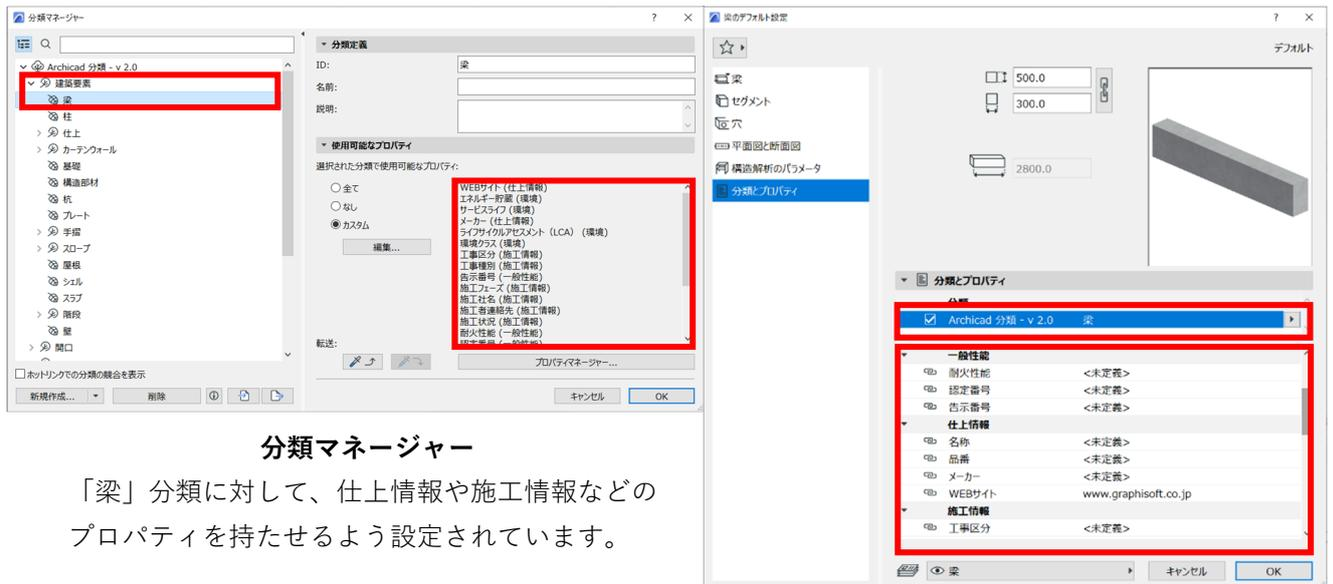 分類マネージャー
? ×
Archicad 分類 - v 2.0
建築要素
梁
柱
仕上
カーテンウォール
基礎
構造部材
杭
プレート
手摺
スロープ
屋根
シェル
スラブ
階段
壁
開口
ホットリンクでの分類の競合を表示
新規作成...
削除
分類定義
ID:
梁
名前:
説明:
使用可能なプロパティ
選択された分類で使用可能なプロパティ:
全て
なし
カスタム
編集...
WEBサイト (仕上情報)
エネルギー貯蔵 (環境)
サービスライフ (環境)
メーカー (仕上情報)
ライフサイクルアセスメント（LCA） (環境)
環境クラス (環境)
工事区分 (施工情報)
工事種別 (施工情報)
告示番号 (一般性能)
施工フェーズ (施工情報)
施工社名 (施工情報)
施工者連絡先 (施工情報)
施工状況 (施工情報)
耐火性能 (一般性能)
認定番号 (一般性能)
転送:
プロパティマネージャー...
キャンセル
OK
分類マネージャー
「梁」分類に対して、仕上情報や施工情報などの
プロパティを持たせるよう設定されています。
梁のデフォルト設定
? ×
デフォルト
梁
セグメント
穴
平面図と断面図
構造解析のパラメータ
分類とプロパティ
500.0
300.0
2800.0
分類とプロパティ
分類
Archicad 分類 - v 2.0 梁
一般性能
耐火性能 <未定義>
認定番号 <未定義>
告示番号 <未定義>
仕上情報
名称 <未定義>
品番 <未定義>
メーカー <未定義>
WEBサイト www.graphisoft.co.jp
施工情報
工事区分 <未定義>
梁
キャンセル
OK